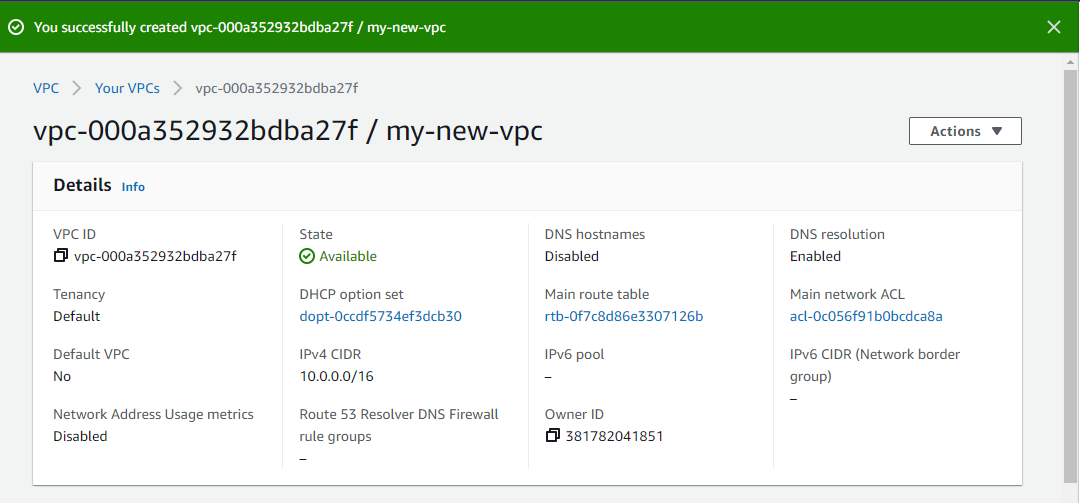 You successfully created vpc-000a352932bdba27f / my-new-vpc
VPC > Your VPCs > vpc-000a352932bdba27f
vpc-000a352932bdba27f / my-new-vpc
Actions ▼
Details Info
VPC ID
vpc-000a352932bdba27f
State
Available
DNS hostnames
Disabled
DNS resolution
Enabled
Tenancy
Default
DHCP option set
dopt-0ccdf5734ef3dcb30
Main route table
rtb-0f7c8d86e3307126b
Main network ACL
acl-0c056f91b0bcdca8a
Default VPC
No
IPv4 CIDR
10.0.0.0/16
IPv6 pool
–
IPv6 CIDR (Network border
group)
–
Network Address Usage metrics
Disabled
Route 53 Resolver DNS Firewall
rule groups
–
Owner ID
381782041851